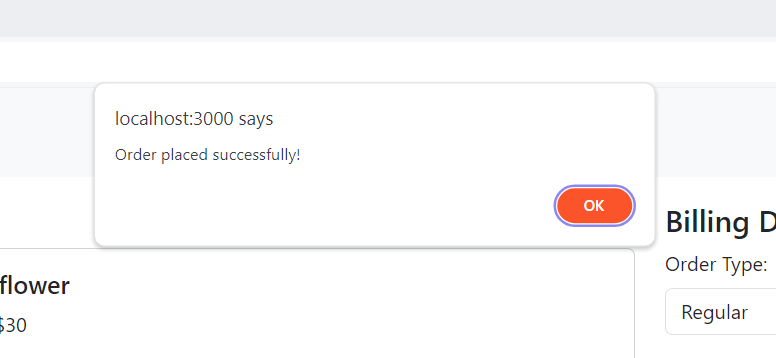 localhost:3000 says
Order placed successfully!
OK
Billing D
Order Type:
flower
$30
Regular